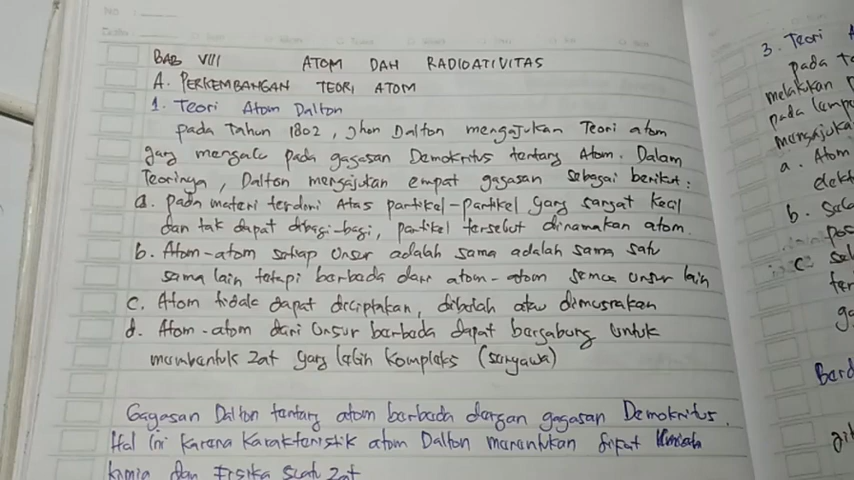 NO :
BAB VIII ATOM DAN RADIOATIVITAS
A. PERKEMBANGAN TEORI ATOM
1. Teori Atom Dalton
pada tahun 1802, Jhon Dalton mengajukan Teori atom
yang mengacu pada gagasan Demokritus tentang Atom. Dalam
Teorinya, Dalton mengajukan empat gagasan sebagai berikut:
a. pada materi terdiri Atas partikel-partikel yang sangat kecil
dan tak dapat dibagi-bagi, partikel tersebut dinamakan atom.
b. Atom-atom setiap Unsur adalah sama adalah sama satu
sama lain tetapi berbeda dari atom-atom semua unsur lain
c. Atom tidak dapat diciptakan, dibelah atau dimusnakan
d. Atom-atom dari Unsur berbeda dapat bergabung untuk
membentuk zat yang lebih kompleks (senyawa)
Gagasan Dalton tentang atom berbeda dengan gagasan Demokritus.
Hal ini karena karakteristik atom Dalton menentukan sifat
kimia dan Fisika suatu zat
3. Teori
pada
melakukan
pada
mengajukan
a. Atom
b.
c.